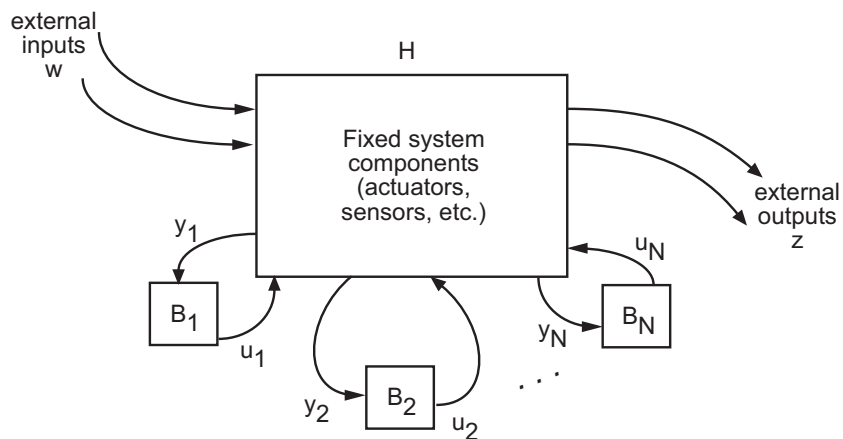 external
inputs
w
H
Fixed system
components
(actuators,
sensors, etc.)
external
outputs
z
y1
u1
B1
y2
B2
u2
. . .
yN
uN
BN